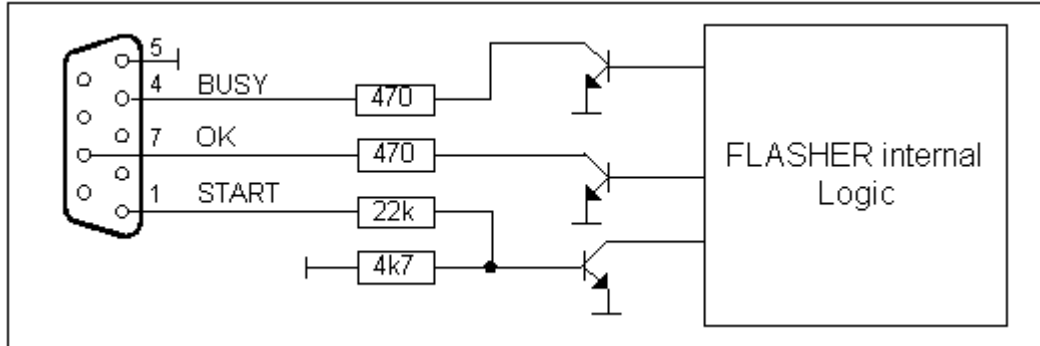 5
4 BUSY 470
7 OK 470
1 START 22k
4k7
FLASHER internal
Logic